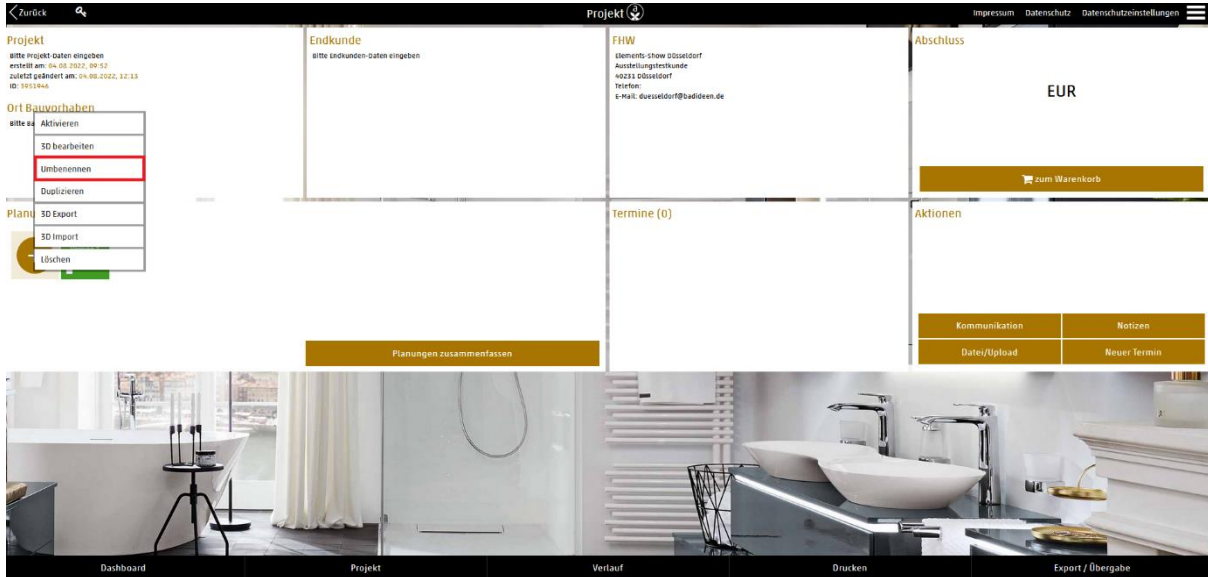 Zurück
Projekt
Impressum Datenschutz Datenschutzeinstellungen
Projekt
Bitte Projekt-Daten eingeben
erstellt am: 04.08.2022, 09:52
zuletzt geändert am: 04.08.2022, 12:13
ID: 3951946
Ort Bauvorhaben
Bitte Ba
Aktivieren
3D bearbeiten
Umbenennen
Duplizieren
3D Export
3D Import
Löschen
Endkunde
Bitte Endkunden-Daten eingeben
FHW
Elements-Show Düsseldorf
Ausstellungstestkunde
40231 Düsseldorf
Telefon:
E-Mail: duesseldorf@badideen.de
Abschluss
EUR
zum Warenkorb
Planu
Planungen zusammenfassen
Termine (0)
Aktionen
Kommunikation Notizen
Datei/Upload Neuer Termin
Dashboard Projekt Verlauf Drucken Export / Übergabe